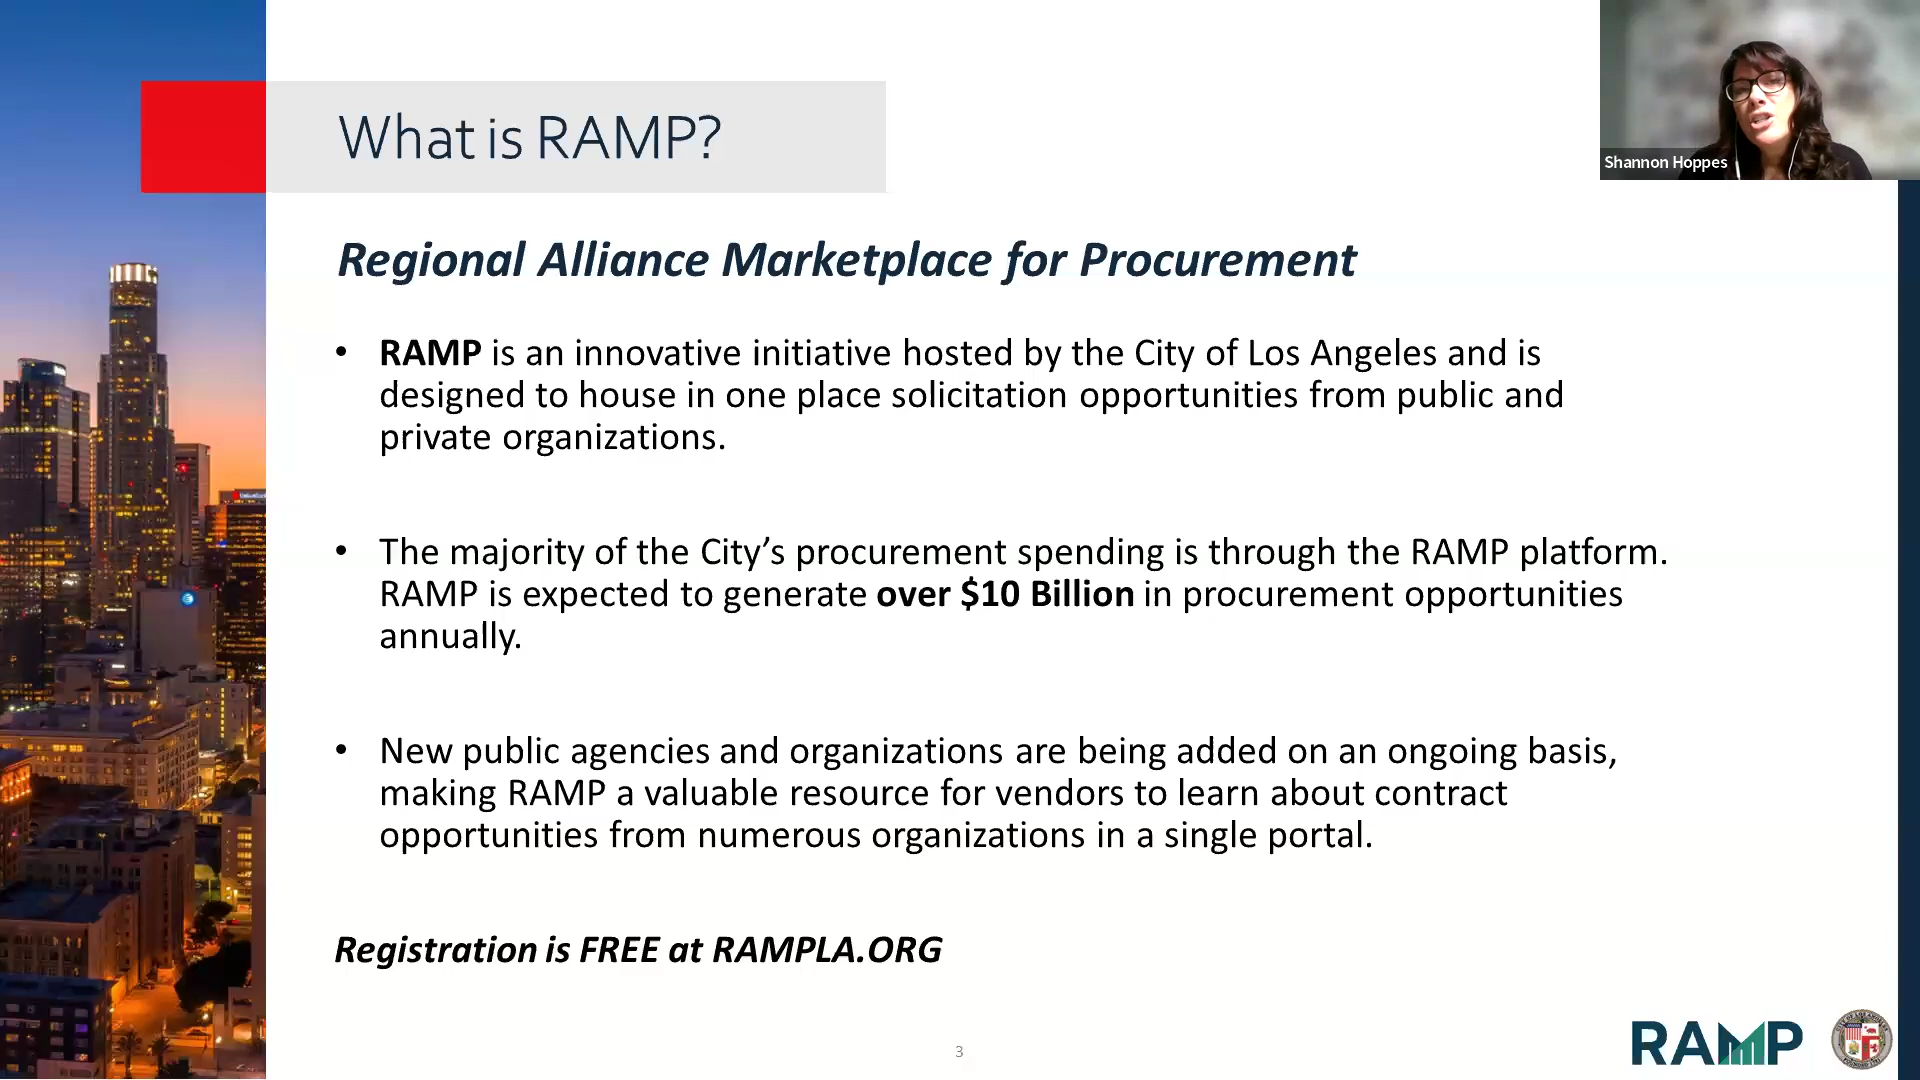 What is RAMP?
Shannon Hoppes
Regional Alliance Marketplace for Procurement
• RAMP is an innovative initiative hosted by the City of Los Angeles and is
designed to house in one place solicitation opportunities from public and
private organizations.
• The majority of the City’s procurement spending is through the RAMP platform.
RAMP is expected to generate over $10 Billion in procurement opportunities
annually.
• New public agencies and organizations are being added on an ongoing basis,
making RAMP a valuable resource for vendors to learn about contract
opportunities from numerous organizations in a single portal.
Registration is FREE at RAMPLA.ORG
3
RAMP